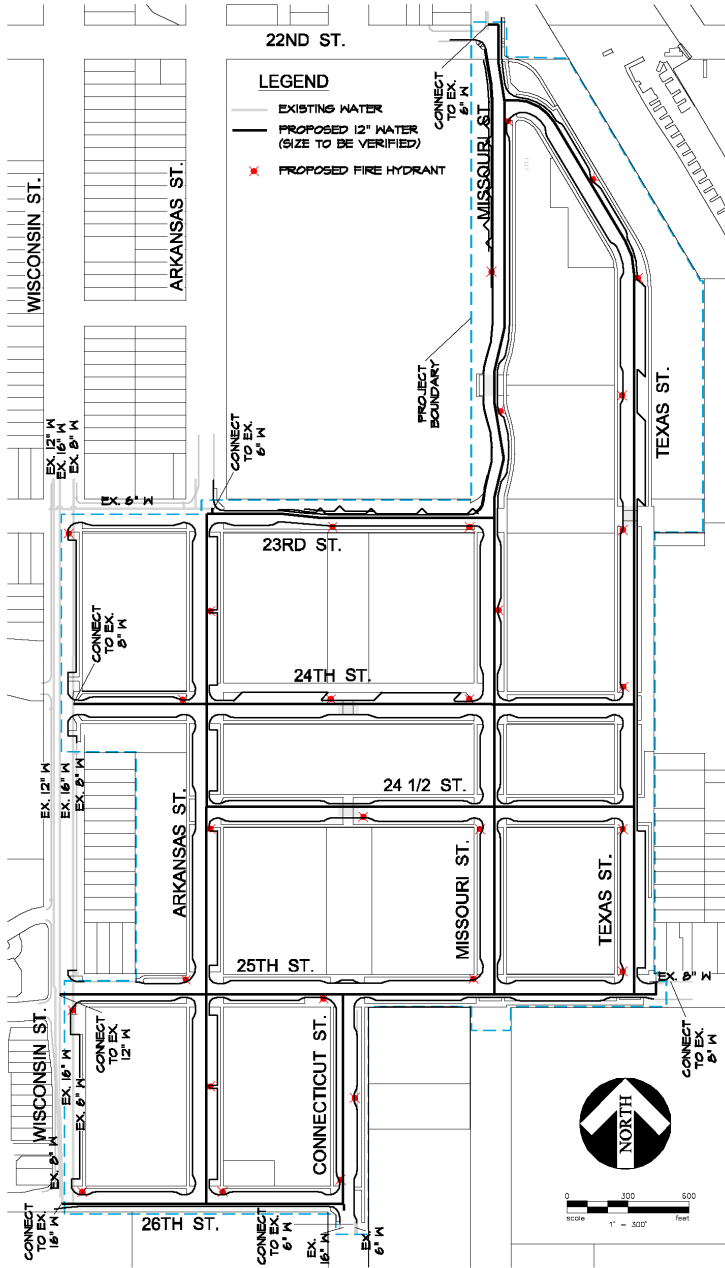 22ND ST.
LEGEND
EXISTING WATER
PROPOSED 12" WATER
(SIZE TO BE VERIFIED)
PROPOSED FIRE HYDRANT
CONNECT
TO EX.
6" W
MISSOURI ST.
WISCONSIN ST.
ARKANSAS ST.
PROJECT
BOUNDARY
TEXAS ST.
CONNECT
TO EX.
6" W
EX. 12" W
EX. 16" W
EX. 8" W
EX. 6" W
23RD ST.
CONNECT
TO EX.
8" W
24TH ST.
EX. 12" W
EX. 16" W
EX. 8" W
24 1/2 ST.
ARKANSAS ST.
MISSOURI ST.
TEXAS ST.
25TH ST.
EX. 8" W
CONNECT
TO EX.
8" W
WISCONSIN ST.
CONNECT
TO EX.
12" W
EX. 16" W
EX. 6" W
CONNECTICUT ST.
NORTH
EX. 8" W
CONNECT
TO EX.
16" W
26TH ST.
CONNECT
TO EX.
6" W
EX.
16" W
EX.
6" W
0 300 600
scale 1" = 300' feet